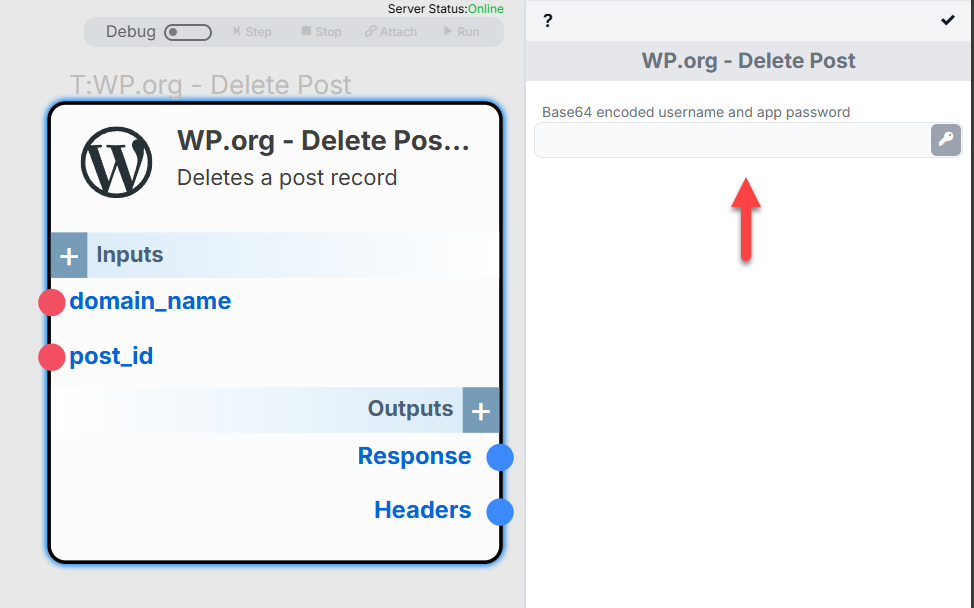 Server Status:Online
Debug Step Stop Attach Run
T:WP.org - Delete Post
WP.org - Delete Pos...
Deletes a post record
+ Inputs
domain_name
post_id
Outputs +
Response
Headers
?
WP.org - Delete Post
Base64 encoded username and app password